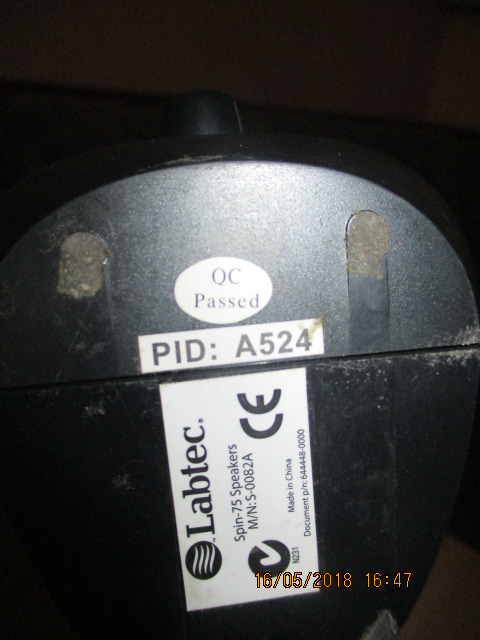 QC
Passed
PID: A524
Labtec.
Spin-75 Speakers
M/N: S-0082A
CE
Made in China
Document p/n: 644448-0000
N231
16/05/2018 16:47